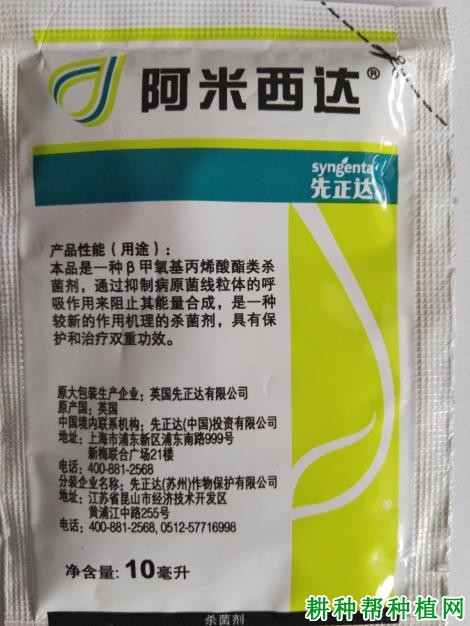 阿米西达®
syngenta
先正达
产品性能（用途）:
本品是一种β甲氧基丙烯酸酯类杀
菌剂，通过抑制病原菌线粒体的呼
吸作用来阻止其能量合成，是一种
较新的作用机理的杀菌剂，具有保
护和治疗双重功效。
原大包装生产企业：英国先正达有限公司
原产国：英国
中国境内联系机构：先正达(中国)投资有限公司
地址：上海市浦东新区浦东南路999号
新梅联合广场21楼
电话：400-881-2568
分装企业名称：先正达(苏州)作物保护有限公司
地址：江苏省昆山市经济技术开发区
黄浦江中路255号
电话：400-881-2568, 0512-57716998
®
净含量: 10毫升
杀菌剂
耕种帮种植网